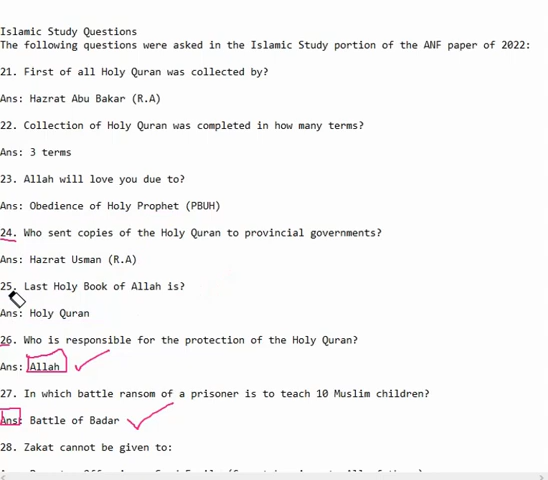 Islamic Study Questions
The following questions were asked in the Islamic Study portion of the ANF paper of 2022:
21. First of all Holy Quran was collected by?
Ans: Hazrat Abu Bakar (R.A)
22. Collection of Holy Quran was completed in how many terms?
Ans: 3 terms
23. Allah will love you due to?
Ans: Obedience of Holy Prophet (PBUH)
24. Who sent copies of the Holy Quran to provincial governments?
Ans: Hazrat Usman (R.A)
25. Last Holy Book of Allah is?
Ans: Holy Quran
26. Who is responsible for the protection of the Holy Quran?
Ans: Allah
27. In which battle ransom of a prisoner is to teach 10 Muslim children?
Ans: Battle of Badar
28. Zakat cannot be given to: